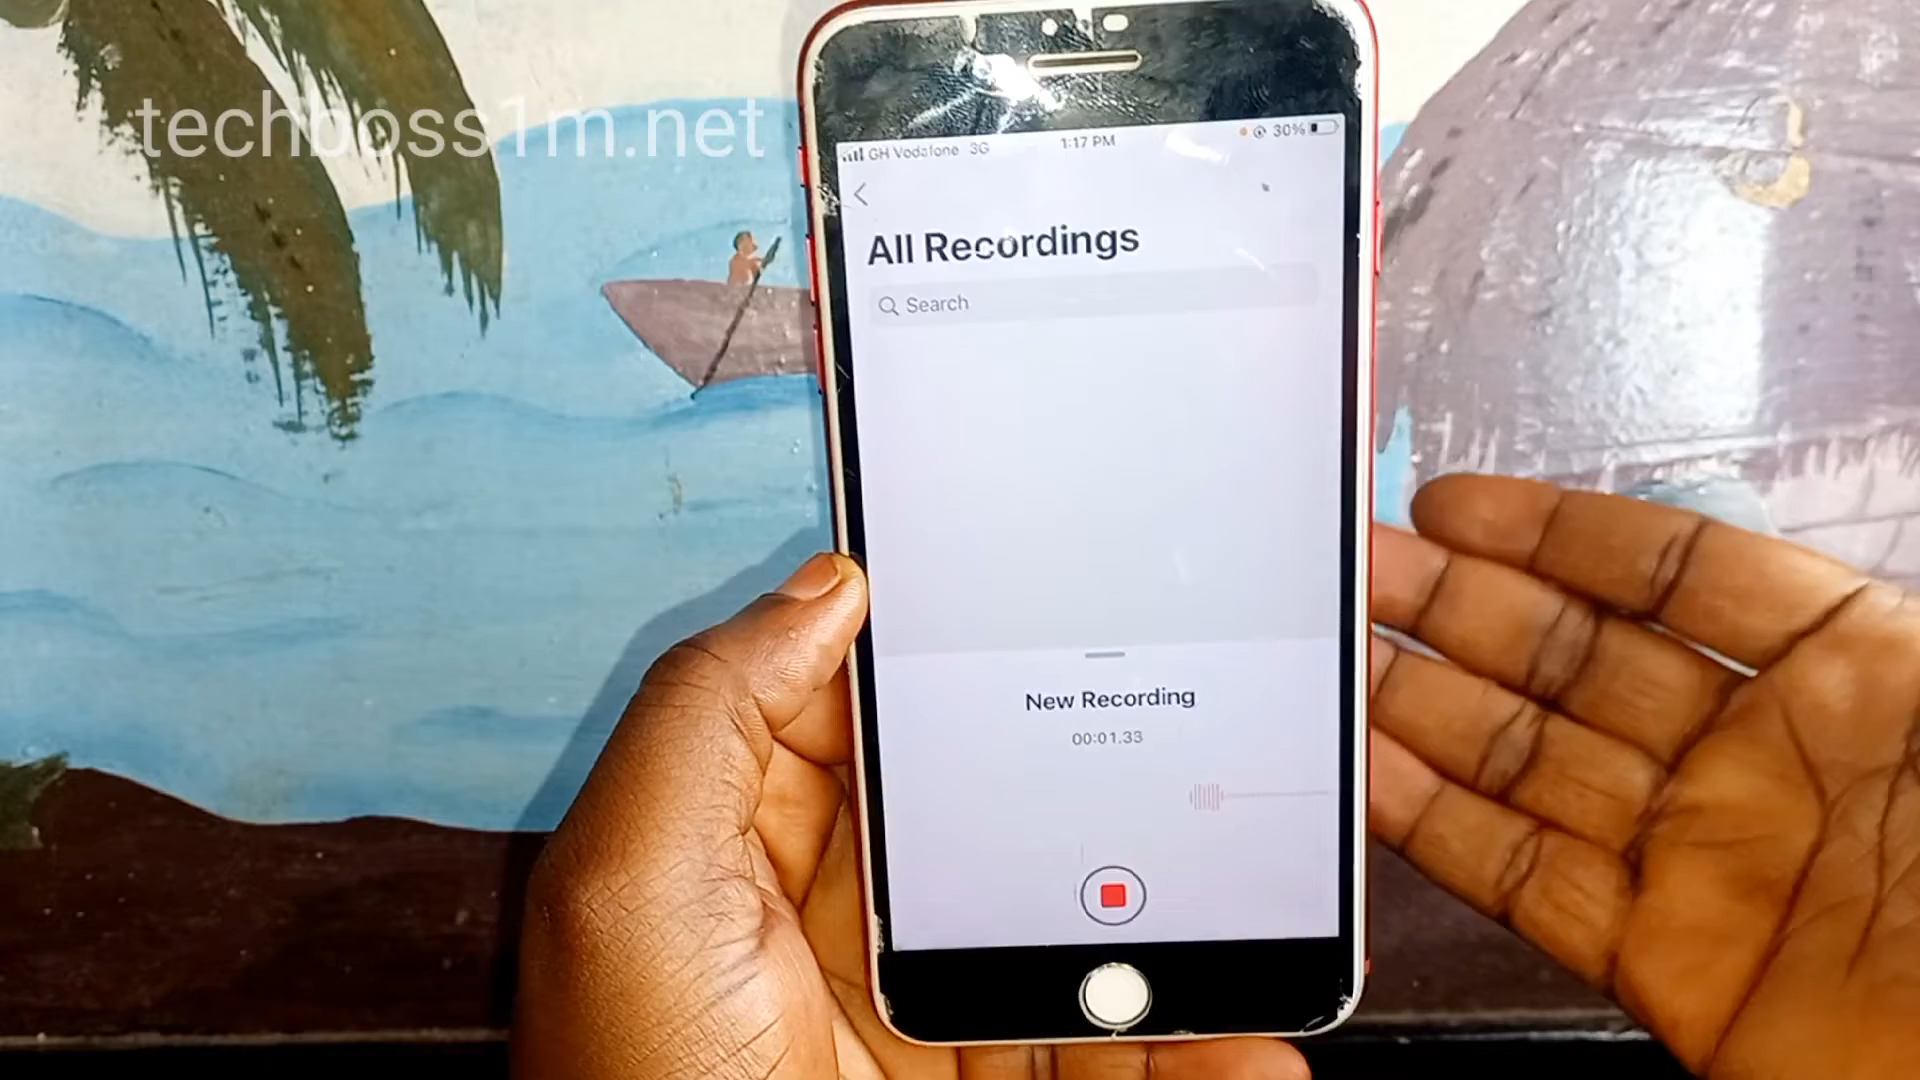 techboss1m.net
GH Vodafone 3G 1:17 PM 30%
All Recordings
Search
New Recording
00:01.33